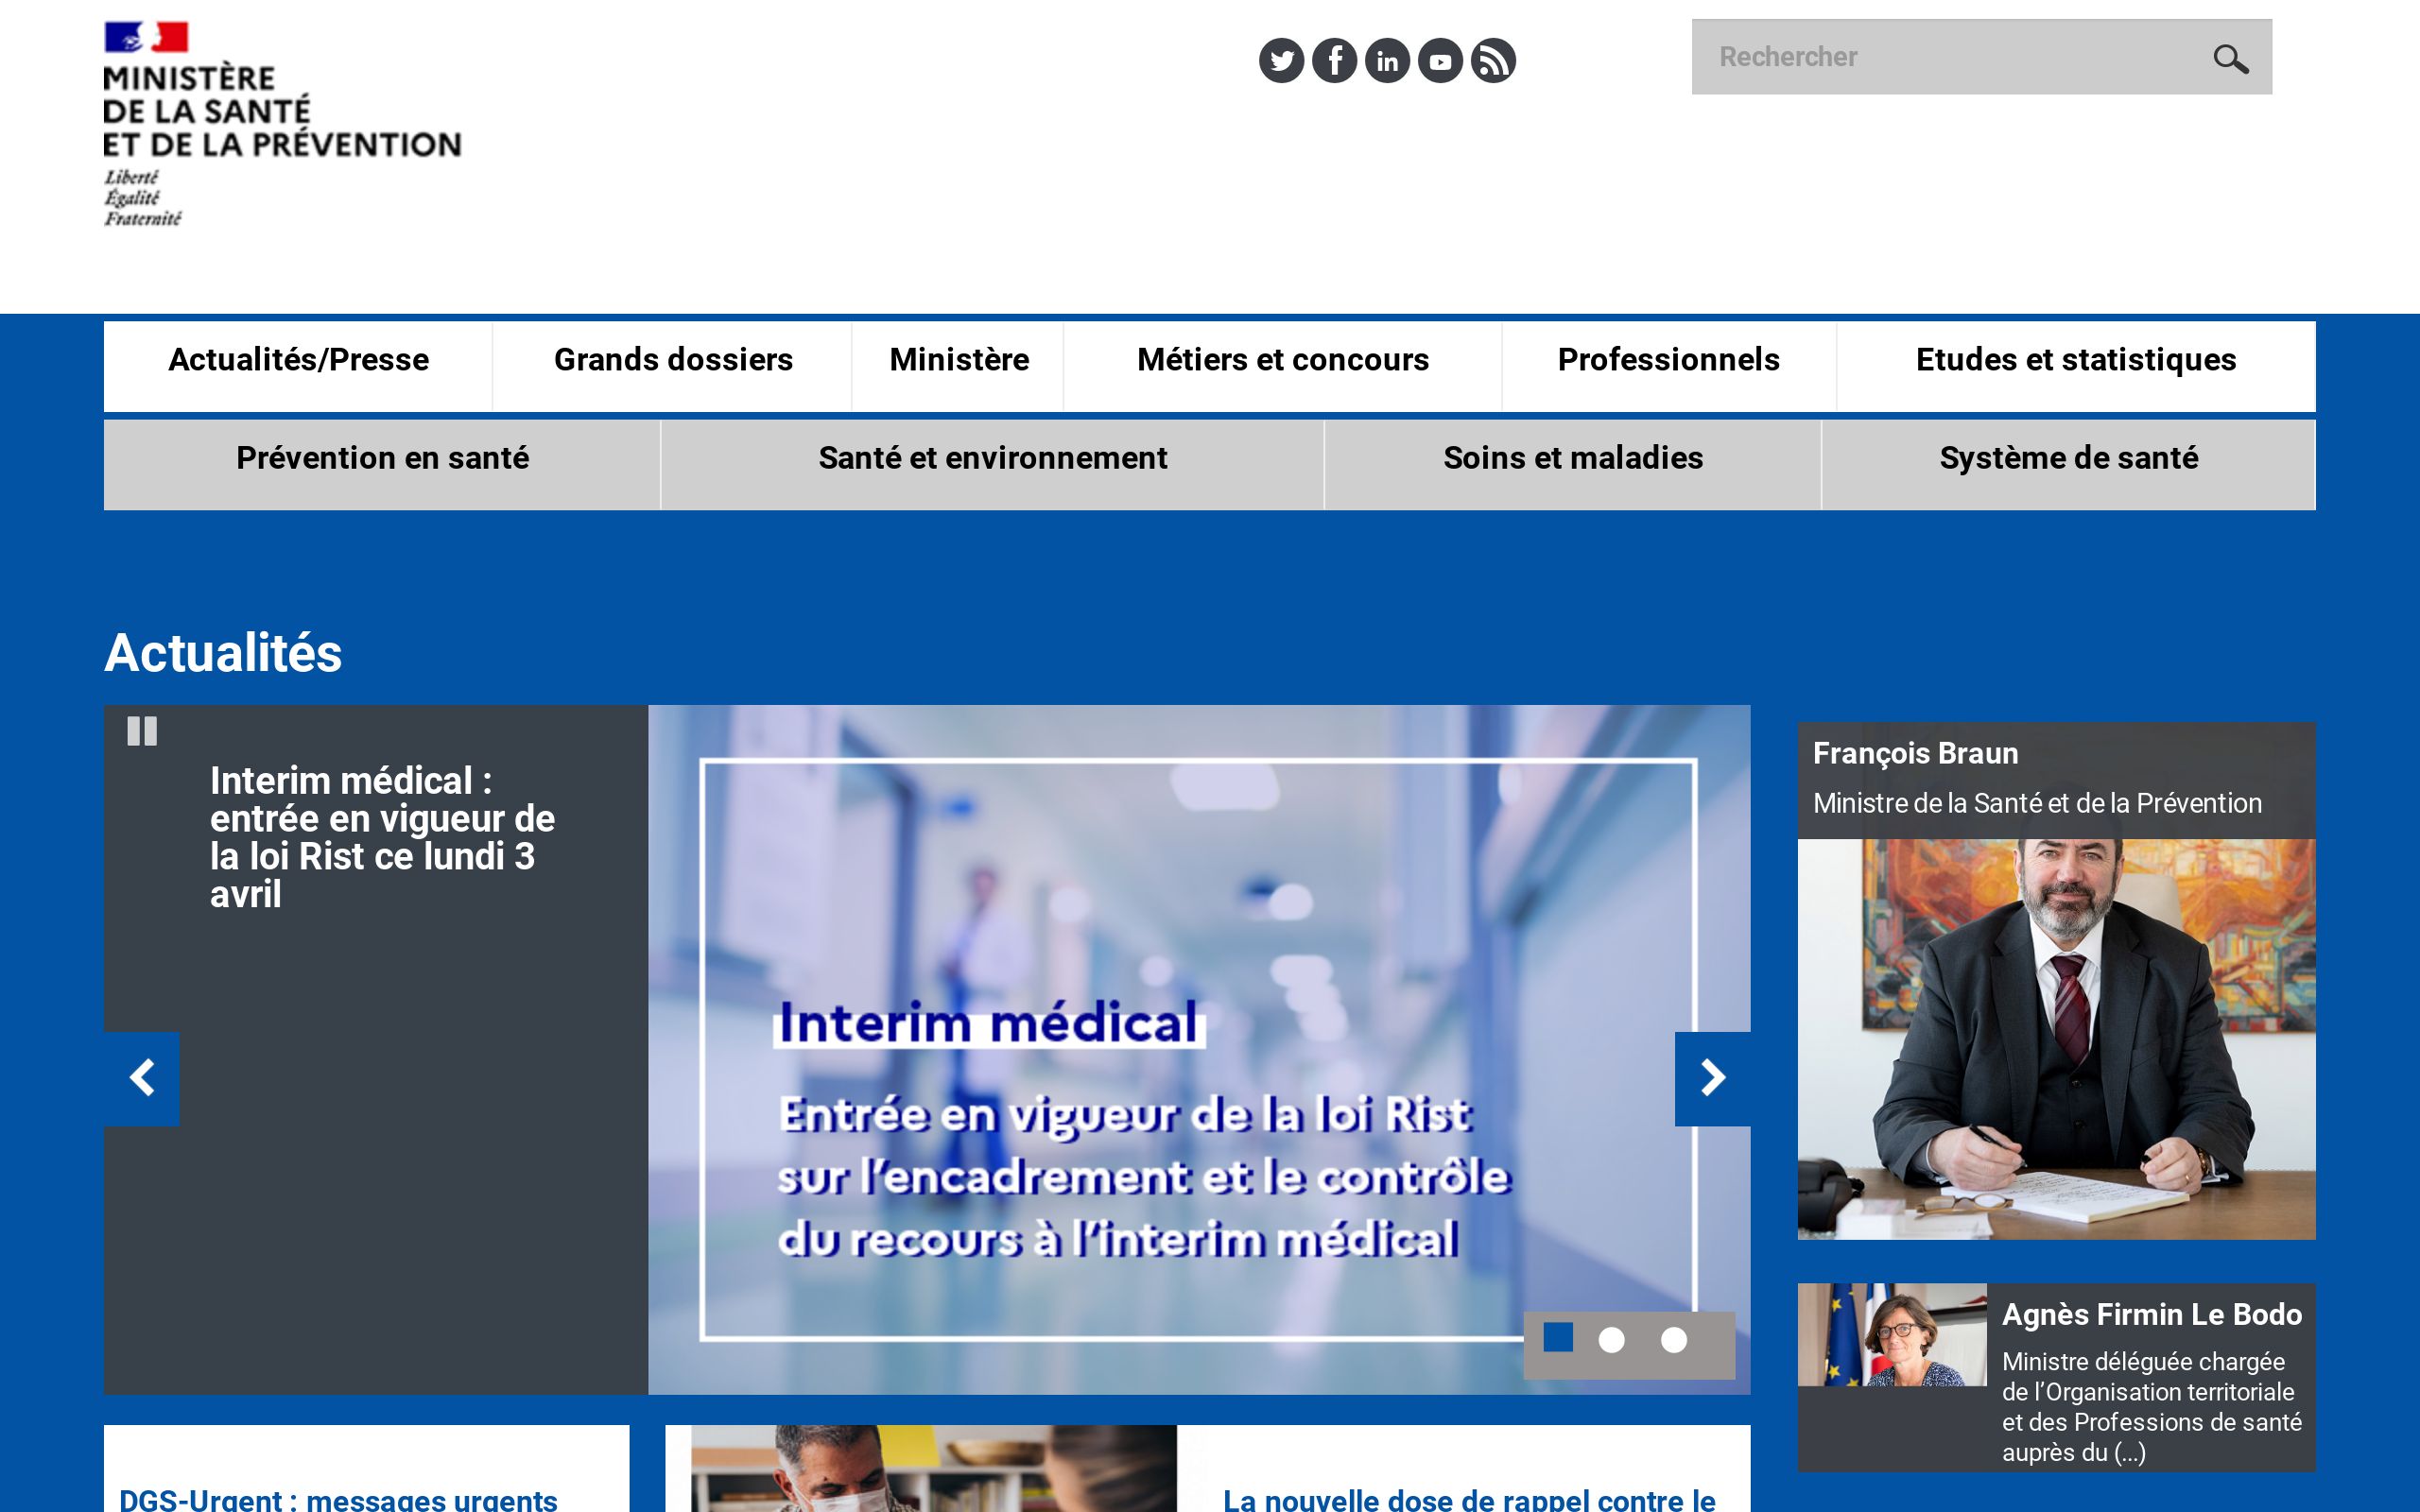 MINISTÈRE
DE LA SANTÉ
ET DE LA PRÉVENTION
Liberté
Égalité
Fraternité
Rechercher
Actualités/Presse
Grands dossiers
Ministère
Métiers et concours
Professionnels
Etudes et statistiques
Prévention en santé
Santé et environnement
Soins et maladies
Système de santé
Actualités
Interim médical :
entrée en vigueur de
la loi Rist ce lundi 3
avril
Interim médical
Entrée en vigueur de la loi Rist
sur l’encadrement et le contrôle
du recours à l’interim médical
François Braun
Ministre de la Santé et de la Prévention
Agnès Firmin Le Bodo
Ministre déléguée chargée
de l’Organisation territoriale
et des Professions de santé
auprès du (...)
DGS-Urgent : messages urgents
La nouvelle dose de rappel contre le